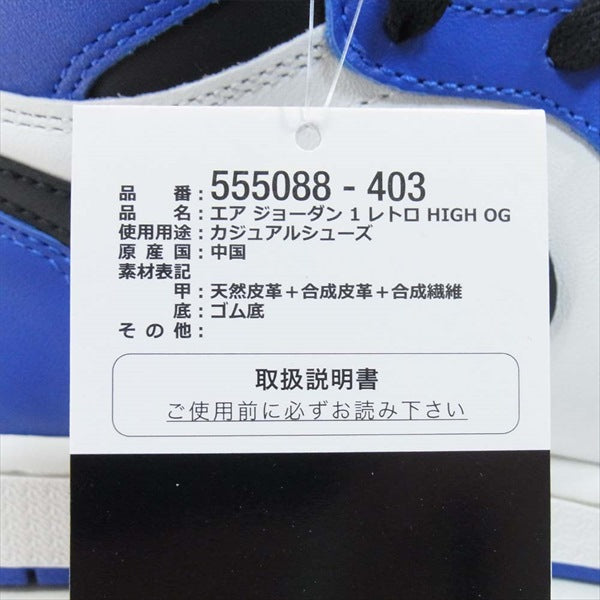 品番：555088 - 403
品名：エア ジョーダン 1 レトロ HIGH OG
使用用途：カジュアルシューズ
原産国：中国
素材表記
甲：天然皮革＋合成皮革＋合成繊維
底：ゴム底
その他：
取扱説明書
ご使用前に必ずお読み下さい